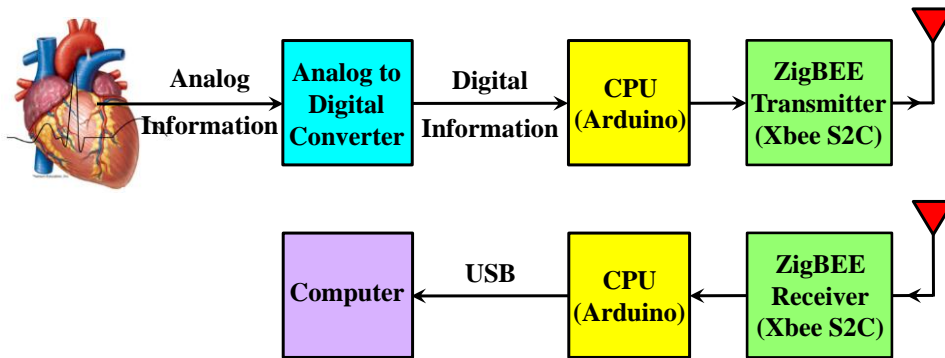 Analog
Information
Analog to
Digital
Converter
Digital
Information
CPU
(Arduino)
ZigBEE
Transmitter
(Xbee S2C)
Computer
USB
CPU
(Arduino)
ZigBEE
Receiver
(Xbee S2C)